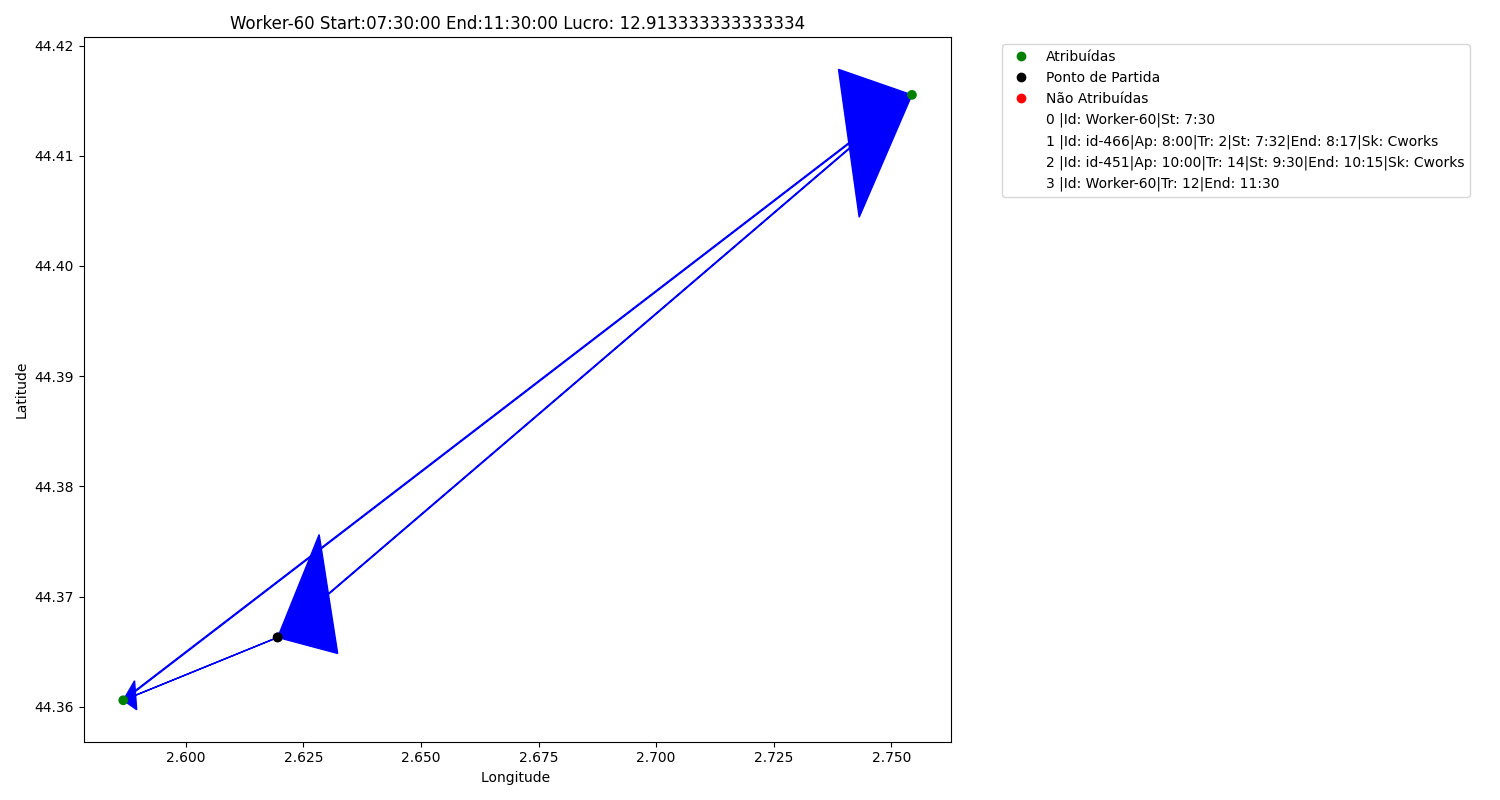 Worker-60 Start:07:30:00 End:11:30:00 Lucro: 12.913333333333334
44.42
44.41
44.40
44.39
44.38
44.37
44.36
Latitude
2.600
2.625
2.650
2.675
2.700
2.725
2.750
Longitude
Atribuídas
Ponto de Partida
Não Atribuídas
0 |Id: Worker-60|St: 7:30
1 |Id: id-466|Ap: 8:00|Tr: 2|St: 7:32|End: 8:17|Sk: Cworks
2 |Id: id-451|Ap: 10:00|Tr: 14|St: 9:30|End: 10:15|Sk: Cworks
3 |Id: Worker-60|Tr: 12|End: 11:30